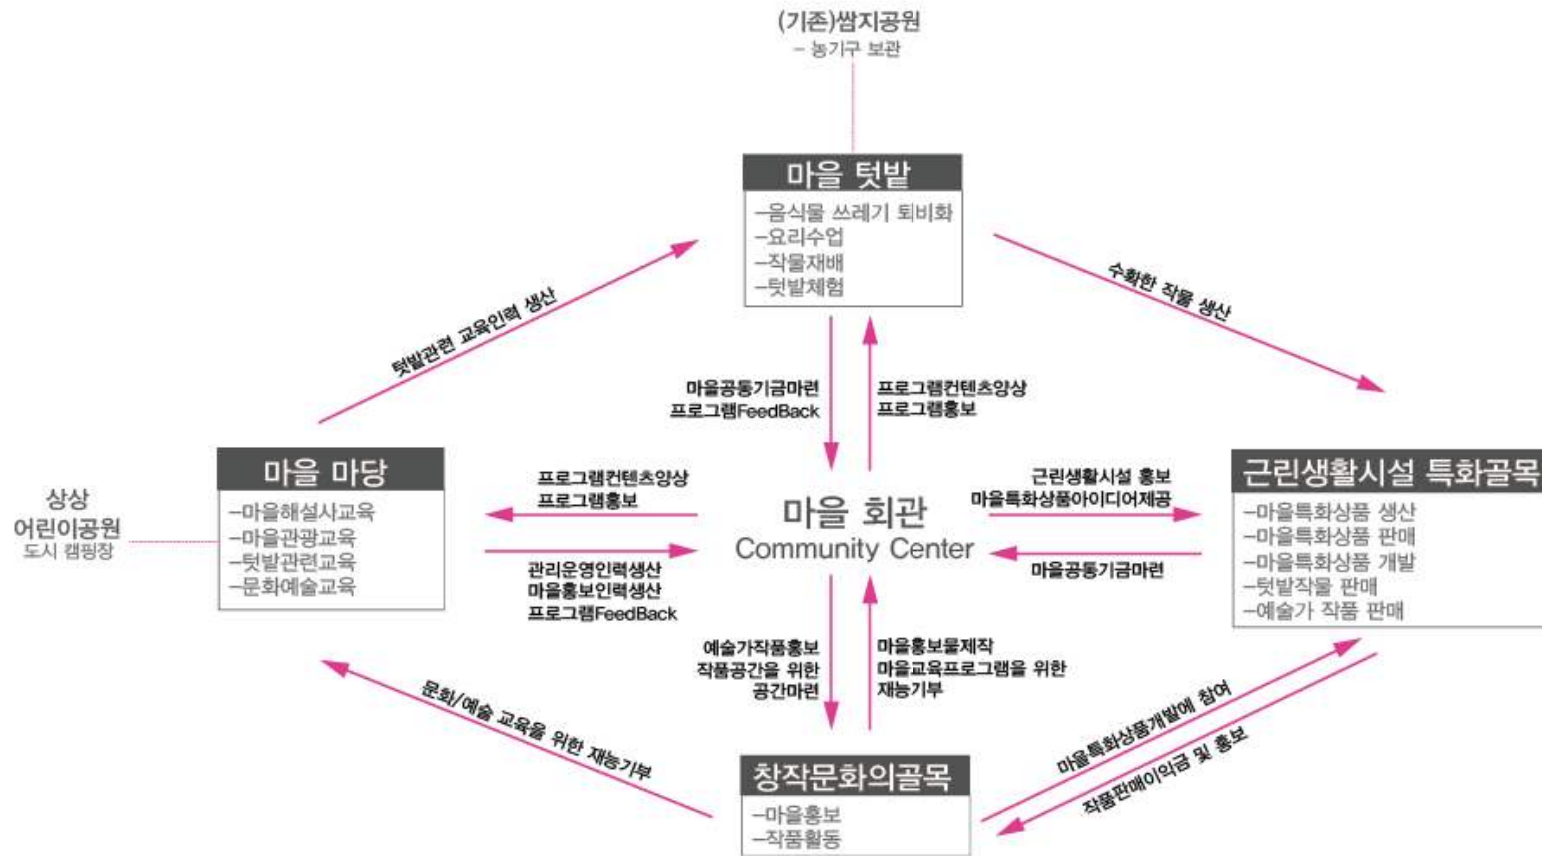 (기존)쌈지공원
- 농기구 보관
마을 텃밭
-음식물 쓰레기 퇴비화
-요리수업
-작물재배
-텃밭체험
텃밭관련 교육인력 생산
수확한 작물 생산
마을공동기금마련
프로그램FeedBack
프로그램컨텐츠양상
프로그램홍보
상상
어린이공원
도시 캠핑장
마을 마당
-마을해설사교육
-마을관광교육
-텃밭관련교육
-문화예술교육
프로그램컨텐츠양상
프로그램홍보
관리운영인력생산
마을홍보인력생산
프로그램FeedBack
마을 회관
Community Center
근린생활시설 홍보
마을특화상품아이디어제공
마을공동기금마련
근린생활시설 특화골목
-마을특화상품 생산
-마을특화상품 판매
-마을특화상품 개발
-텃밭작물 판매
-예술가 작품 판매
예술가작품홍보
작품공간을 위한
공간마련
마을홍보물제작
마을교육프로그램을 위한
재능기부
문화/예술 교육을 위한 재능기부
마을특화상품개발에 참여
작품판매이익금 및 홍보
창작문화의골목
-마을홍보
-작품활동